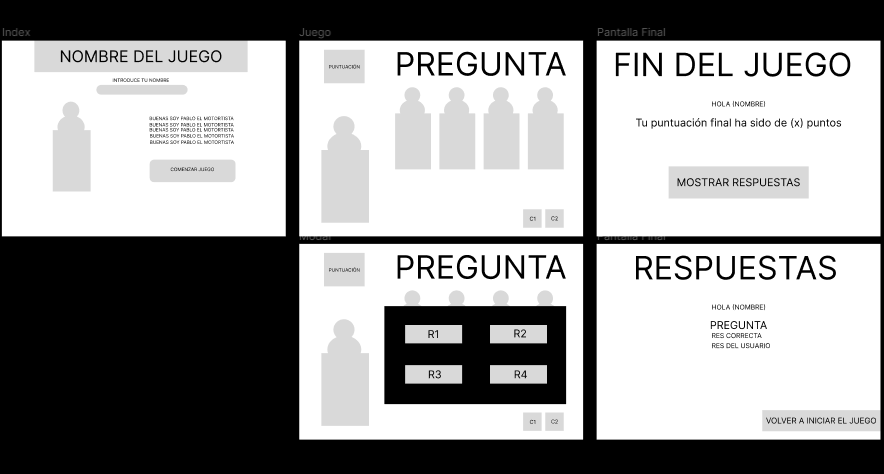 Index
NOMBRE DEL JUEGO
INTRODUCE TU NOMBRE
BUENAS SOY PABLO EL MOTORTISTA
BUENAS SOY PABLO EL MOTORTISTA
BUENAS SOY PABLO EL MOTORTISTA
BUENAS SOY PABLO EL MOTORTISTA
BUENAS SOY PABLO EL MOTORTISTA
COMENZAR JUEGO
Juego
PUNTUACIÓN
PREGUNTA
C1
C2
Pantalla Final
FIN DEL JUEGO
HOLA (NOMBRE)
Tu puntuación final ha sido de (x) puntos
MOSTRAR RESPUESTAS
Modal
PUNTUACIÓN
PREGUNTA
R1
R2
R3
R4
C1
C2
Pantalla Final
RESPUESTAS
HOLA (NOMBRE)
PREGUNTA
RES CORRECTA
RES DEL USUARIO
VOLVER A INICIAR EL JUEGO